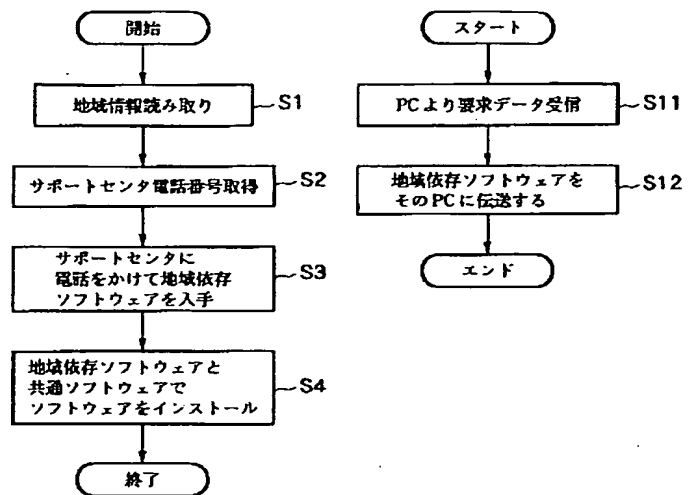 開始
地域情報読み取り
S1
サポートセンタ電話番号取得
S2
サポートセンタに
電話をかけて地域依存
ソフトウェアを入手
S3
地域依存ソフトウェアと
共通ソフトウェアで
ソフトウェアをインストール
S4
終了
スタート
PCより要求データ受信
S11
地域依存ソフトウェアを
そのPCに伝送する
S12
エンド